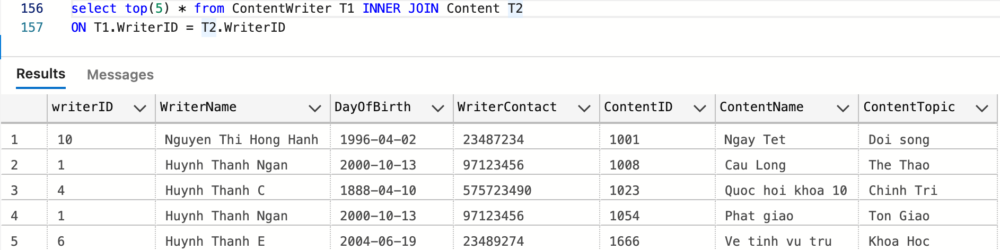 156 select top(5) * from ContentWriter T1 INNER JOIN Content T2
157 ON T1.WriterID = T2.WriterID
Results Messages
writerID WriterName DayOfBirth WriterContact ContentID ContentName ContentTopic
1 10 Nguyen Thi Hong Hanh 1996-04-02 23487234 1001 Ngay Tet Doi song
2 1 Huynh Thanh Ngan 2000-10-13 97123456 1008 Cau Long The Thao
3 4 Huynh Thanh C 1888-04-10 575723490 1023 Quoc hoi khoa 10 Chinh Tri
4 1 Huynh Thanh Ngan 2000-10-13 97123456 1054 Phat giao Ton Giao
5 6 Huynh Thanh E 2004-06-19 23489274 1666 Ve tinh vu tru Khoa Hoc